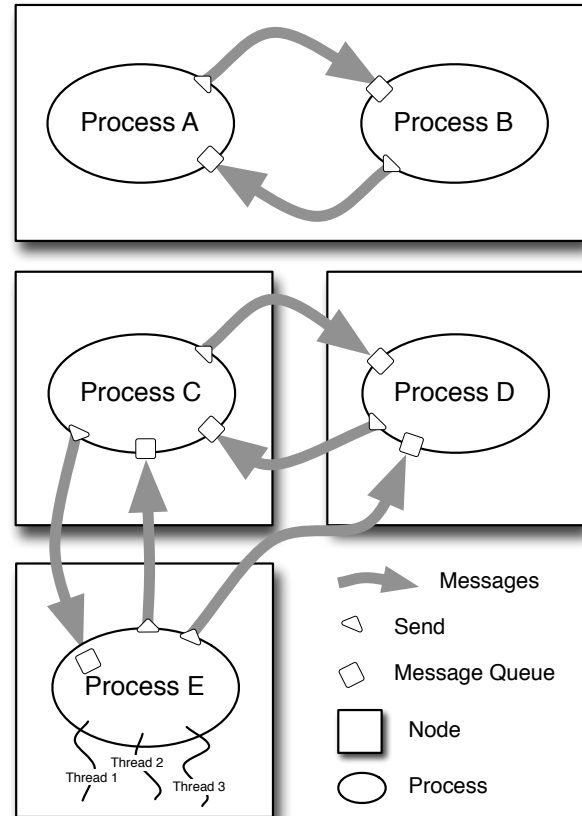 Process A
Process B
Process C
Process D
Process E
Thread 1
Thread 2
Thread 3
Messages
Send
Message Queue
Node
Process